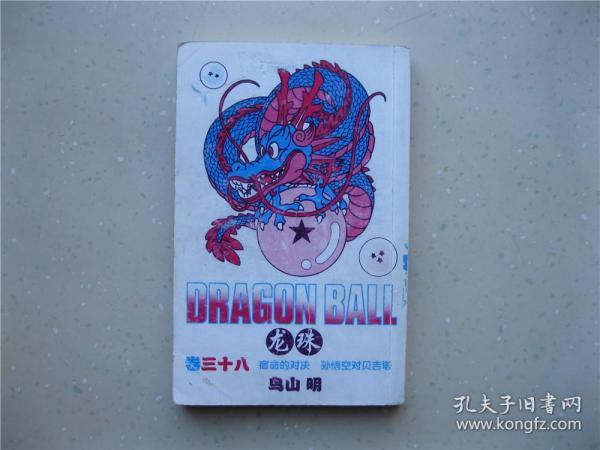 DRAGON BALL
龙珠
卷三十八 宿命的对决 孙悟空对贝吉塔
鸟山明
孔夫子旧书网
www.kongfz.com